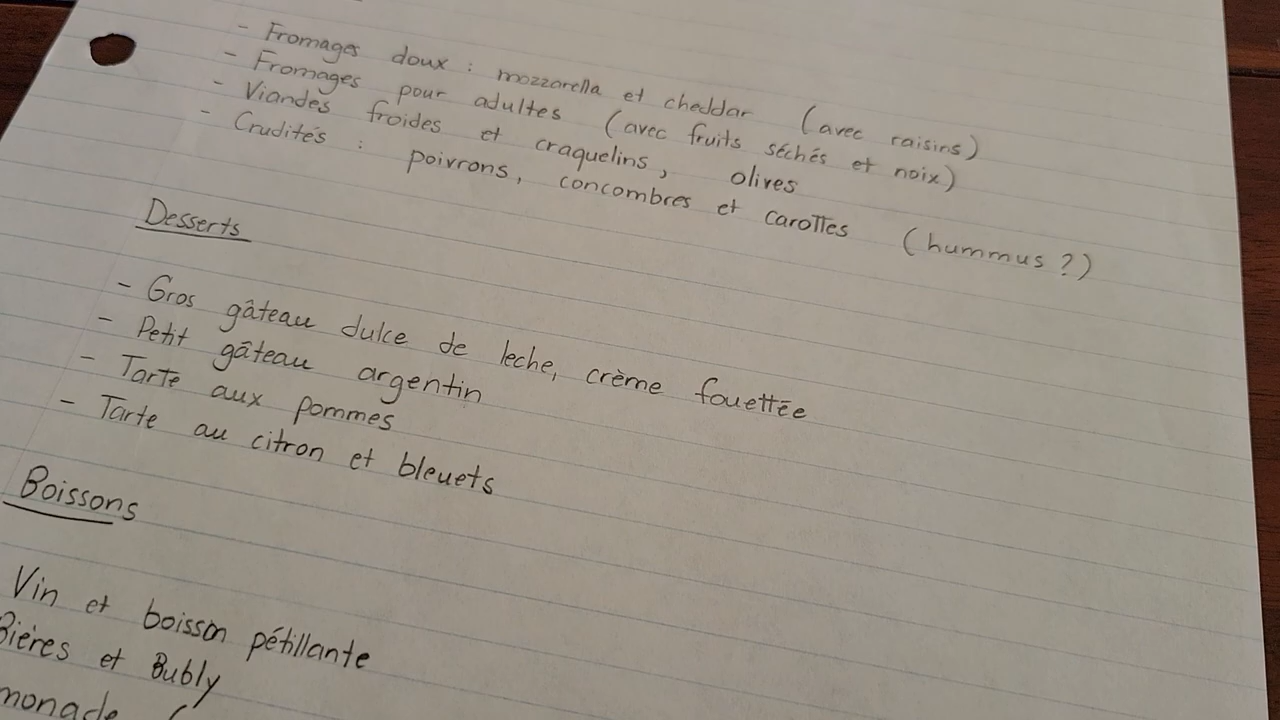 - Fromages doux : mozzarella et cheddar (avec raisins)
- Fromages pour adultes (avec fruits séchés et noix)
- Viandes froides et craquelins, olives
- Crudités : poivrons, concombres et carottes (hummus ?)
Desserts
- Gros gâteau dulce de leche, crème fouettée
- Petit gâteau argentin
- Tarte aux pommes
- Tarte au citron et bleuets
Boissons
Vin et boisson pétillante
Bières et Bubly